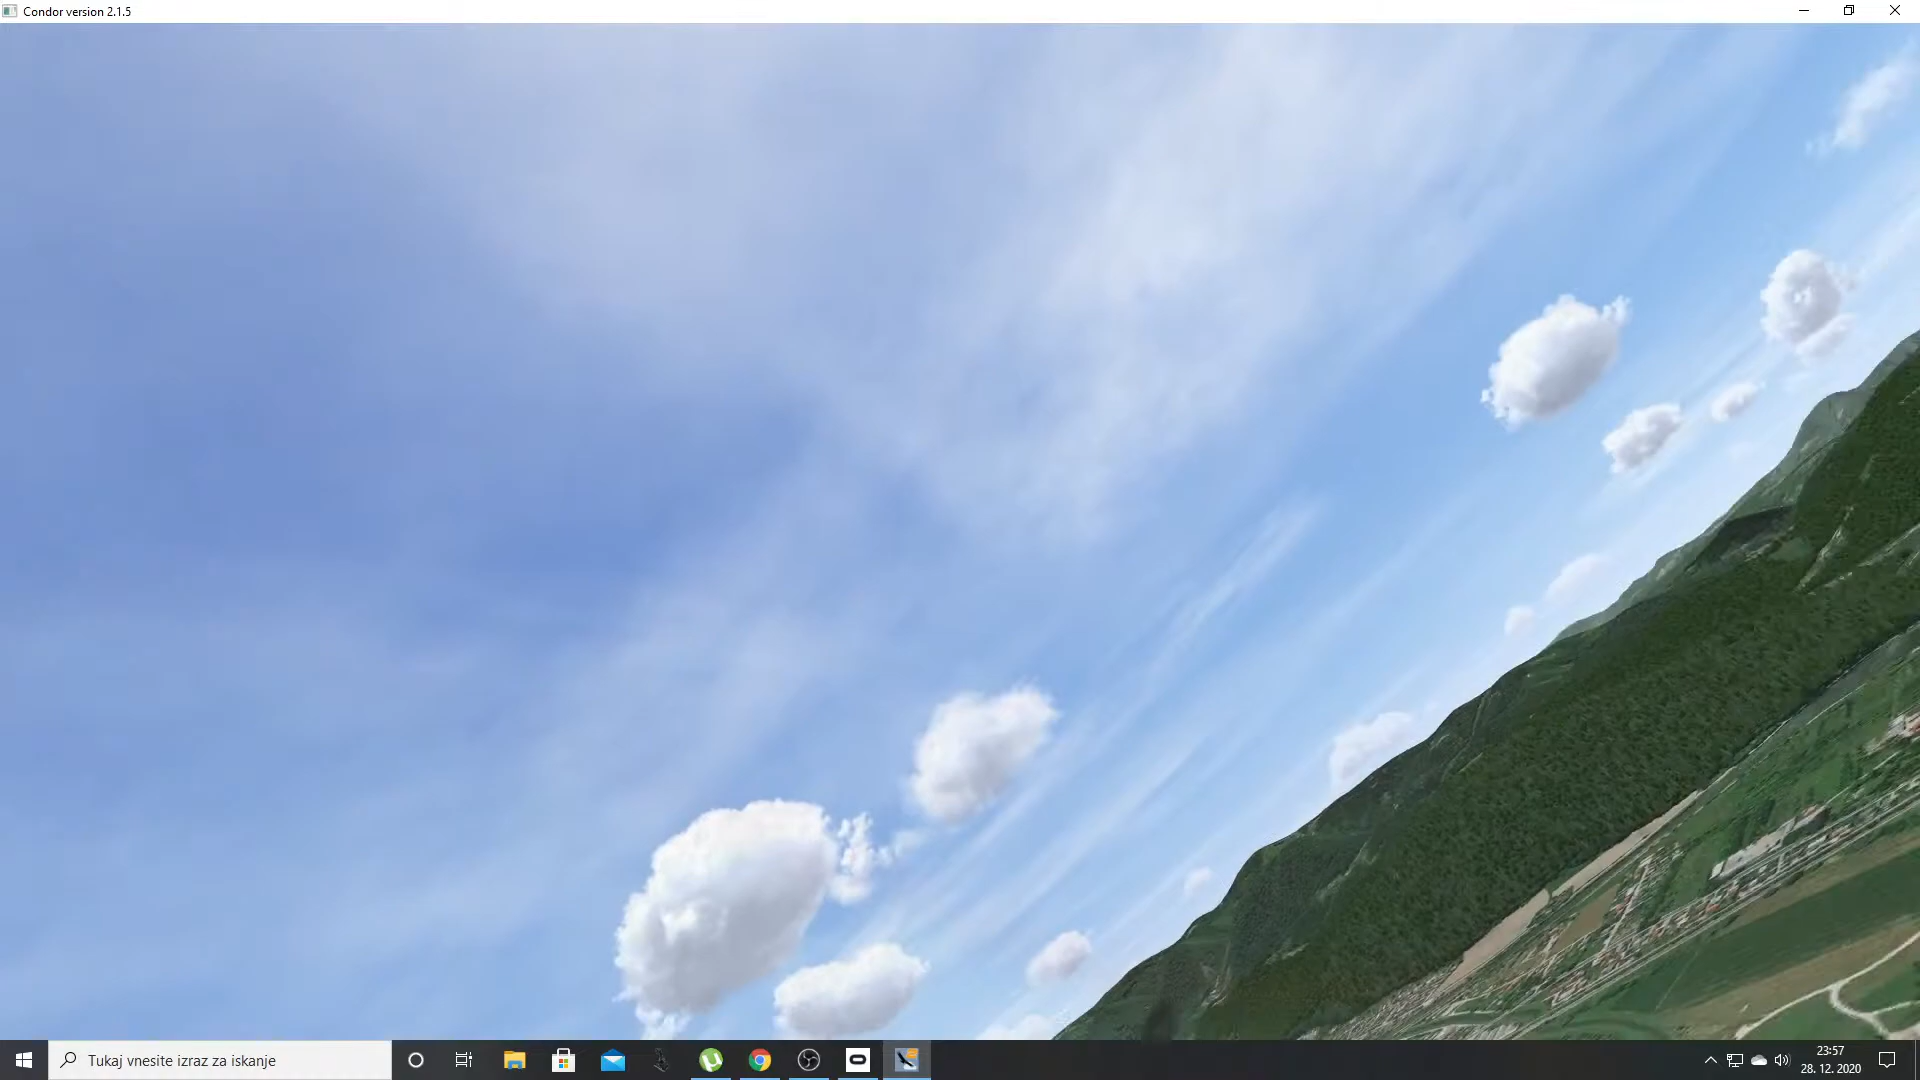 Condor version 2.1.5
Tukaj vnesite izraz za iskanje
23:57
28. 12. 2020